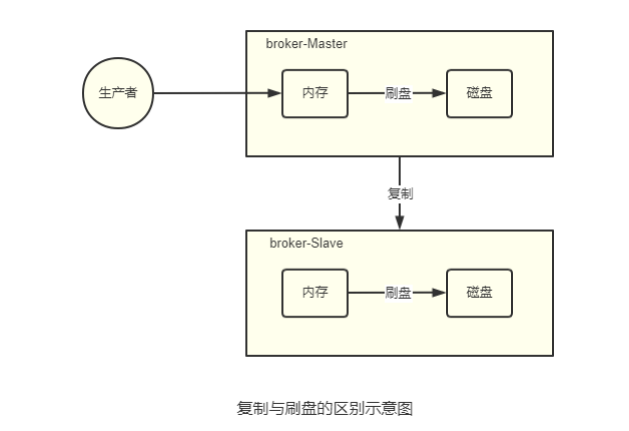 broker-Master
生产者
内存
刷盘
磁盘
复制
broker-Slave
内存
刷盘
磁盘
复制与刷盘的区别示意图